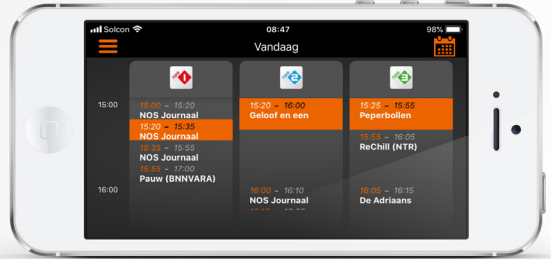 Solcon
08:47
98%
Vandaag
1
2
3
15:00
15:00 – 15:20
NOS Journaal
15:20 – 15:35
NOS Journaal
15:35 – 15:55
NOS Journaal
15:55 – 17:00
Pauw (BNNVARA)
15:20 – 16:00
Geloof en een
16:00 – 16:10
NOS Journaal
15:25 – 15:55
Peperbollen
15:55 – 16:05
ReChill (NTR)
16:05 – 16:15
De Adriaans
16:00